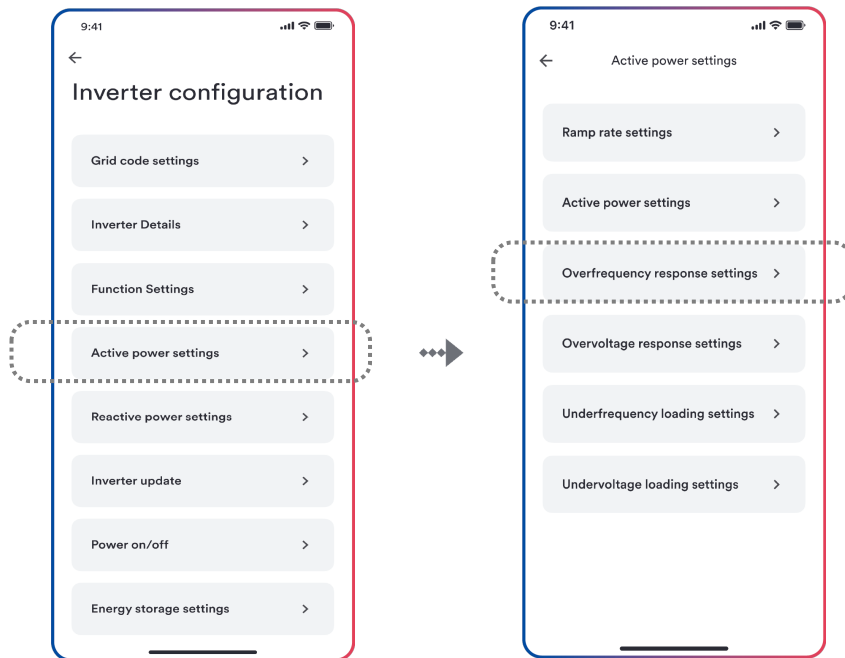 9:41
Inverter configuration
Grid code settings
Inverter Details
Function Settings
Active power settings
Reactive power settings
Inverter update
Power on/off
Energy storage settings
9:41
Active power settings
Ramp rate settings
Active power settings
Overfrequency response settings
Overvoltage response settings
Underfrequency loading settings
Undervoltage loading settings